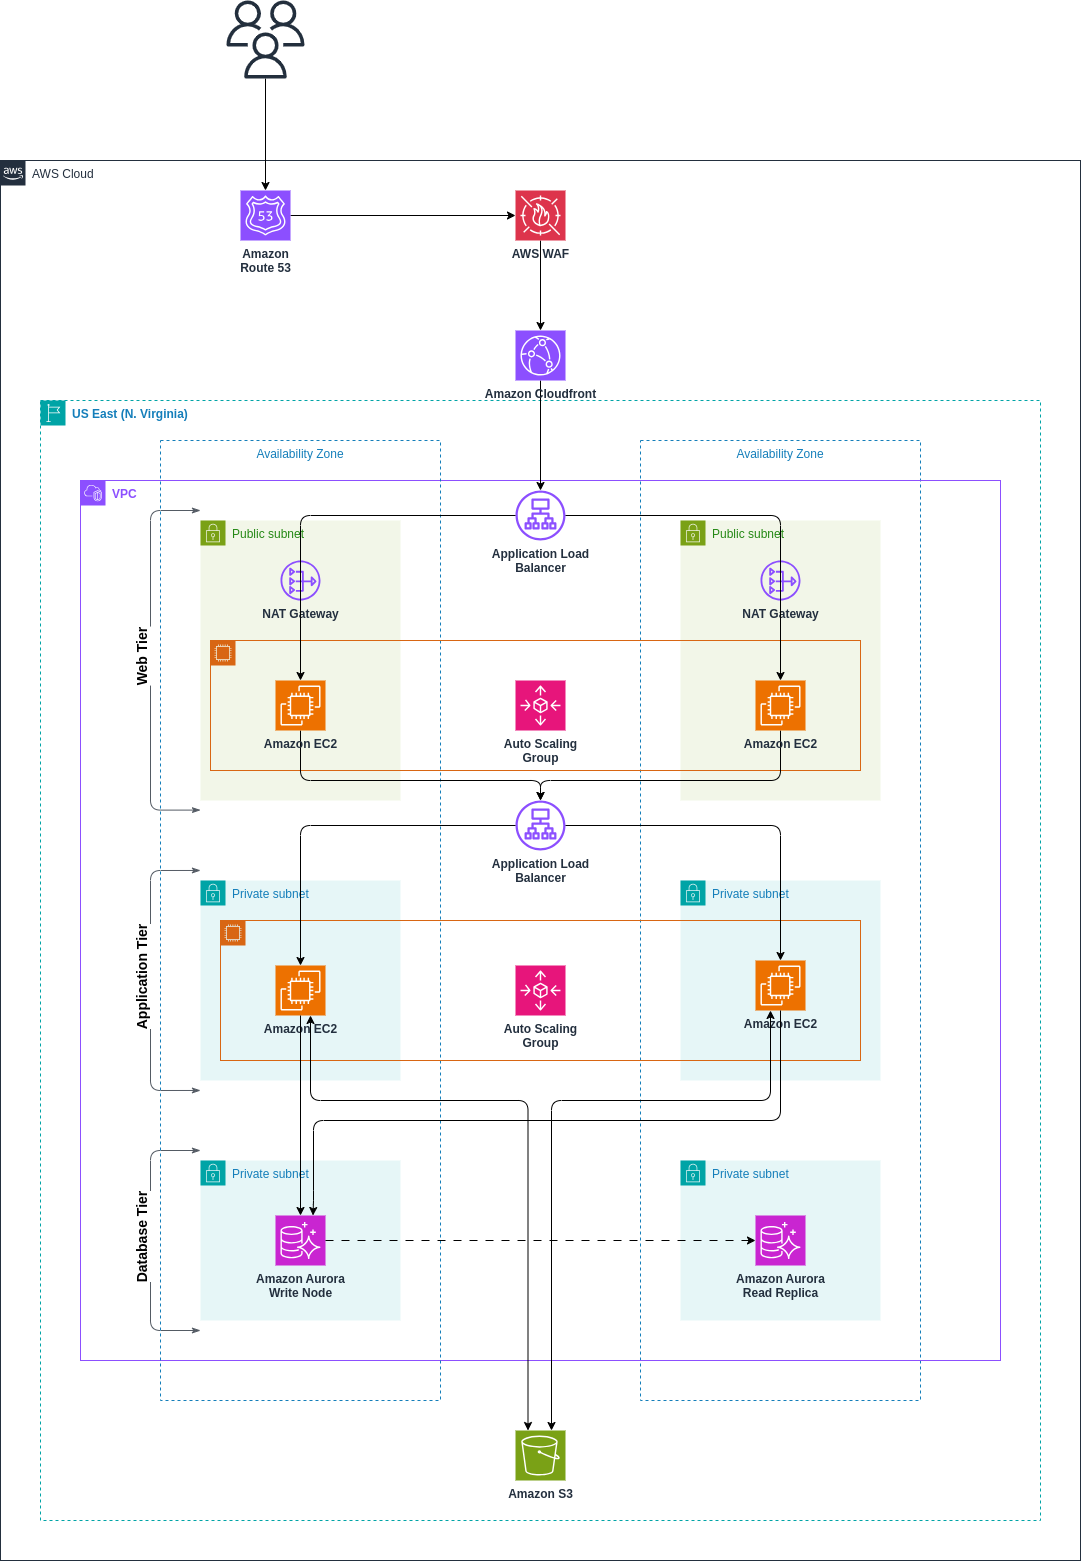 aws
AWS Cloud
53
Amazon
Route 53
AWS WAF
Amazon Cloudfront
US East (N. Virginia)
Availability Zone
Availability Zone
VPC
Public subnet
Public subnet
Application Load
Balancer
NAT Gateway
NAT Gateway
Web Tier
Amazon EC2
Auto Scaling
Group
Amazon EC2
Application Load
Balancer
Private subnet
Private subnet
Application Tier
Amazon EC2
Auto Scaling
Group
Amazon EC2
Private subnet
Private subnet
Database Tier
Amazon Aurora
Write Node
Amazon Aurora
Read Replica
Amazon S3